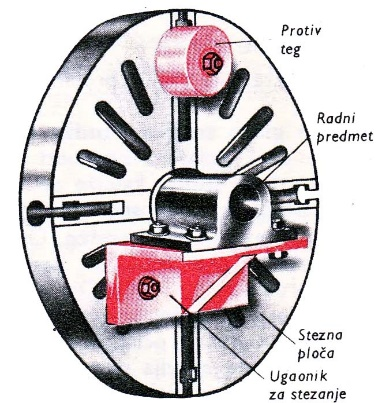 Protiv
teg
Radni
predmet
Stezna
ploča
Ugaonik
za stezanje